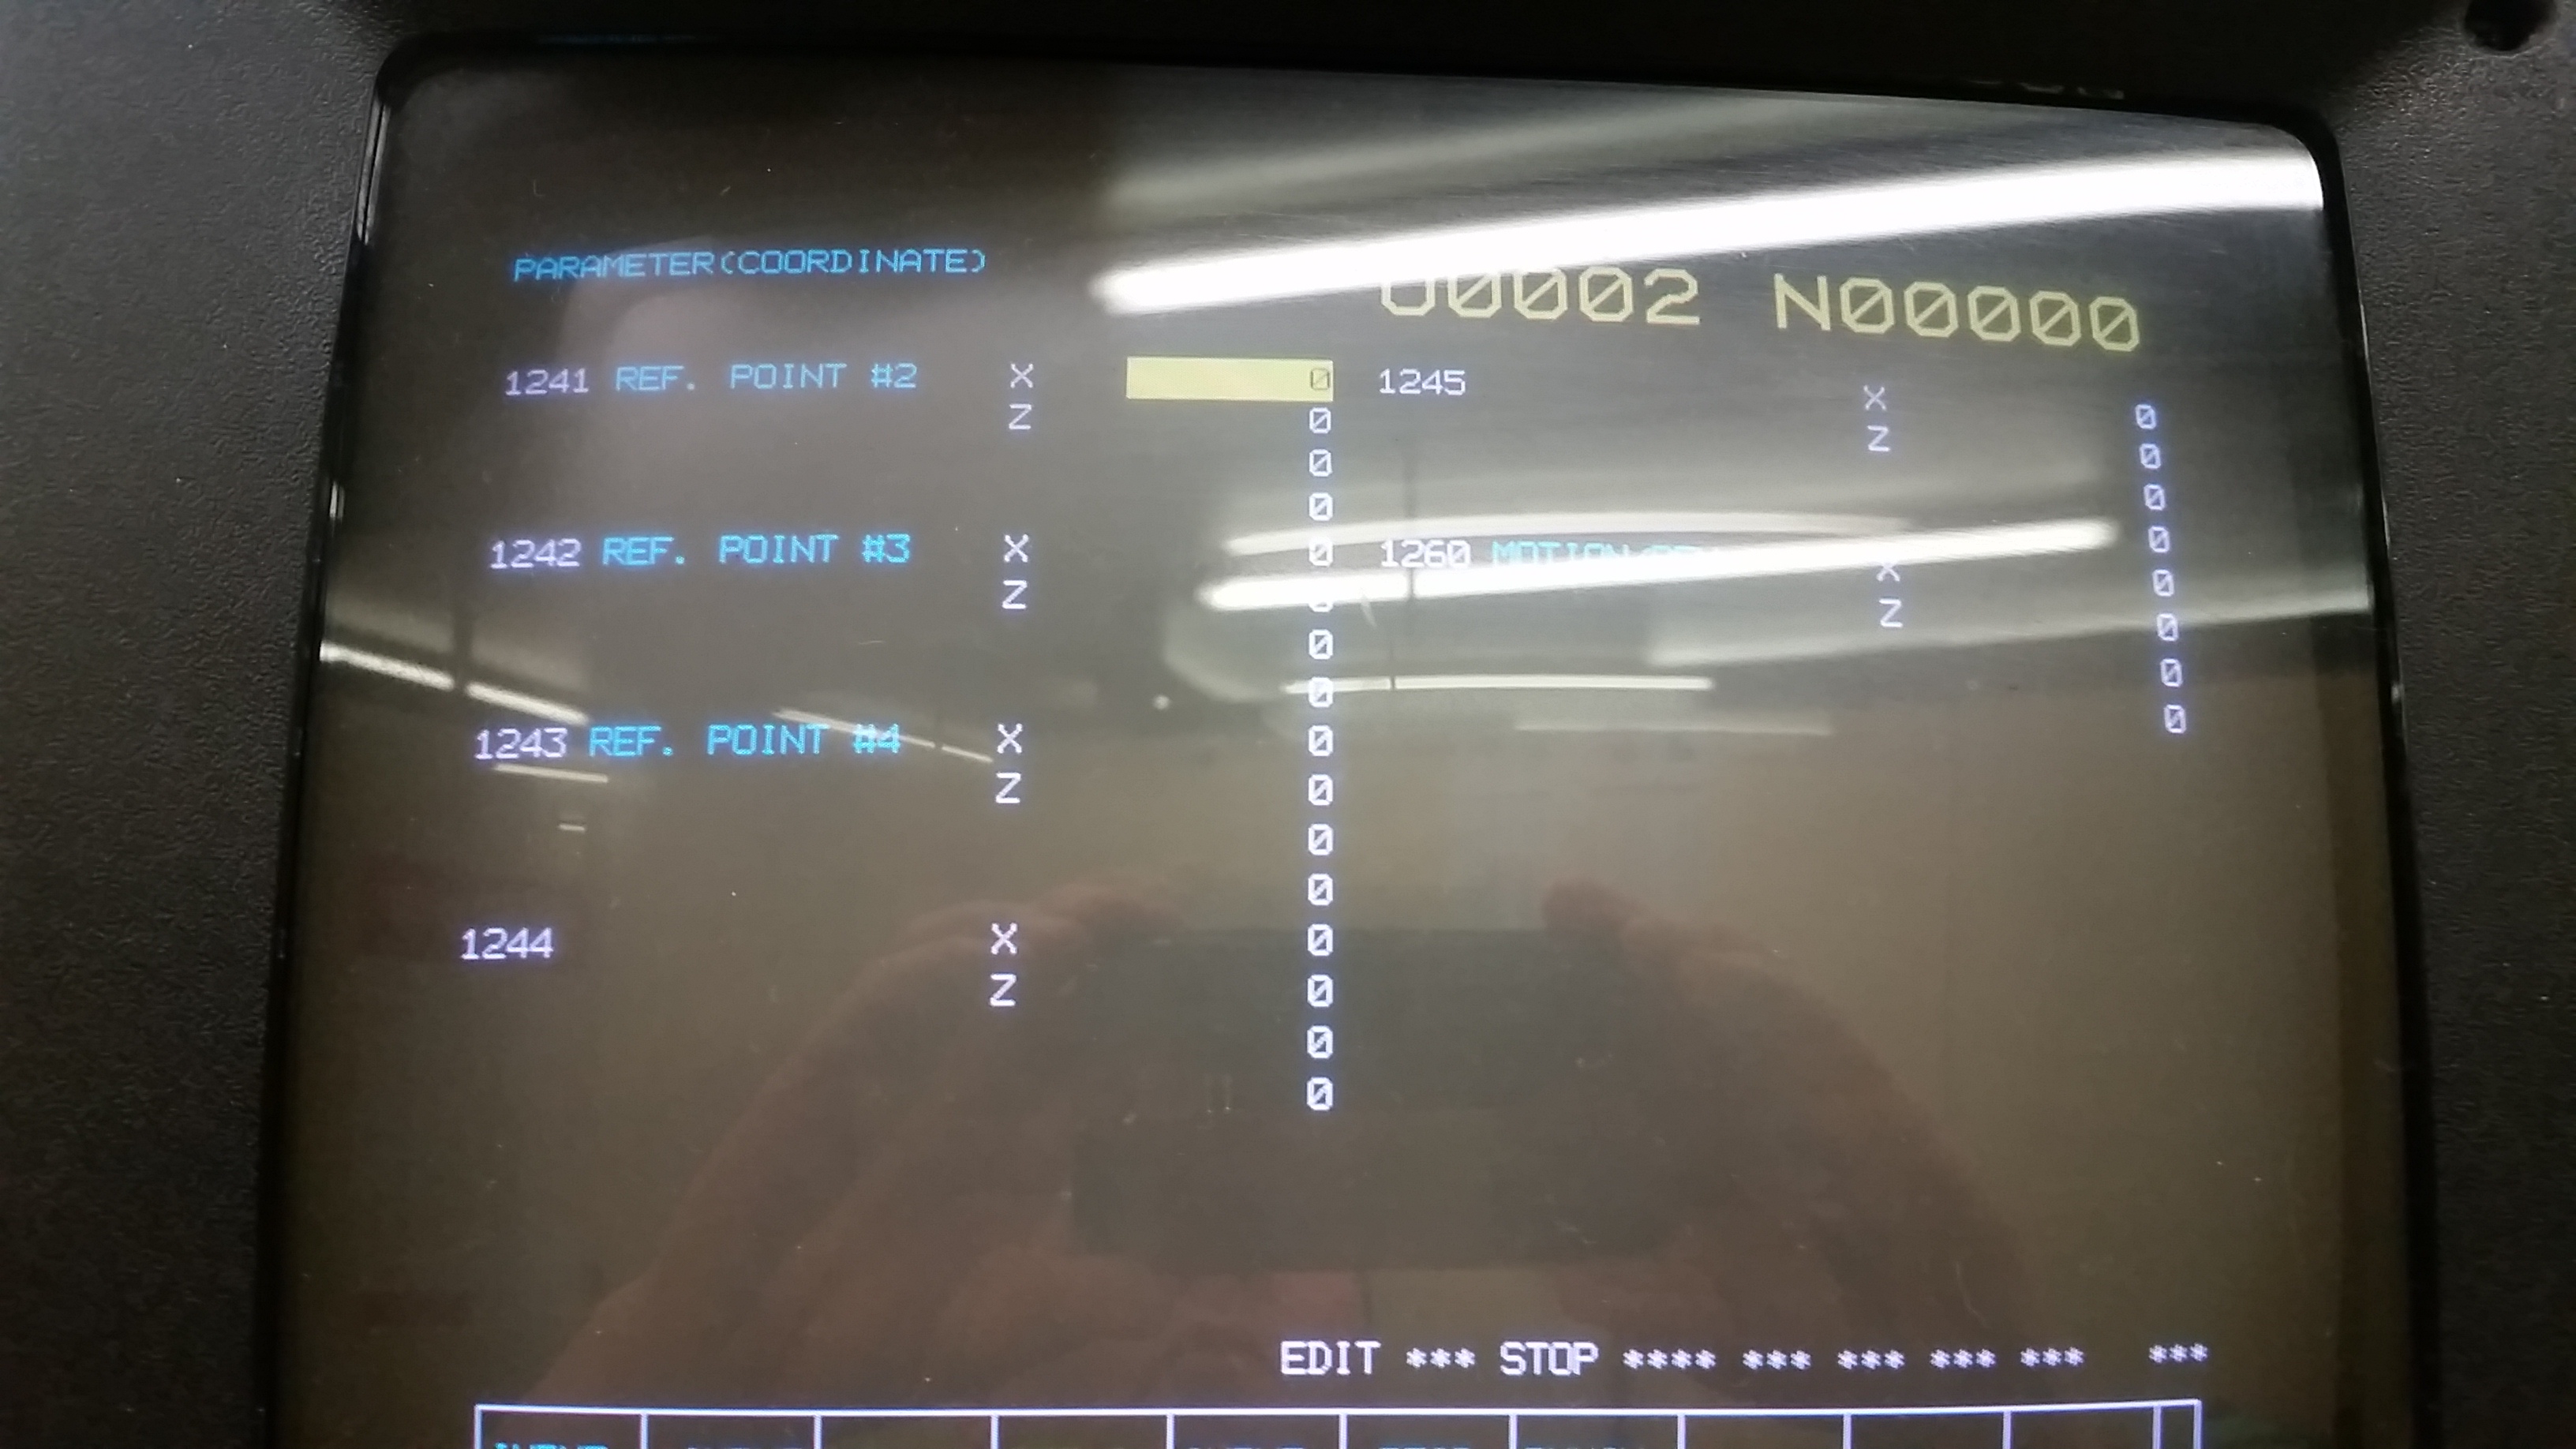 PARAMETER(COORDINATE)
O0002 N00000
1241 REF. POINT #2 X 0
Z 0
0
0
1242 REF. POINT #3 X 0
Z 0
0
0
1243 REF. POINT #4 X 0
Z 0
0
0
1244 X 0
Z 0
0
0
1245 X 0
Z 0
0
0
1260 X 0
Z 0
0
0
EDIT *** STOP **** *** *** *** *** ***